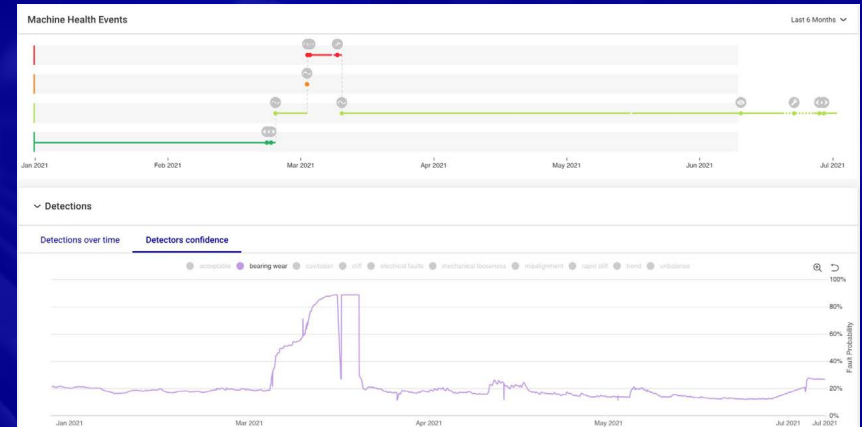 Machine Health Events
Last 6 Months
Jan 2021 Feb 2021 Mar 2021 Apr 2021 May 2021 Jun 2021 Jul 2021
Detections
Detections over time Detectors confidence
acceptable bearing wear cavitation drift electrical faults mechanical looseness misalignment rapid drift trend unbalance
100%
80%
60%
40%
20%
0%
Fault Probability
Jan 2021 Mar 2021 Apr 2021 May 2021 Jul 2021 Jul 2021